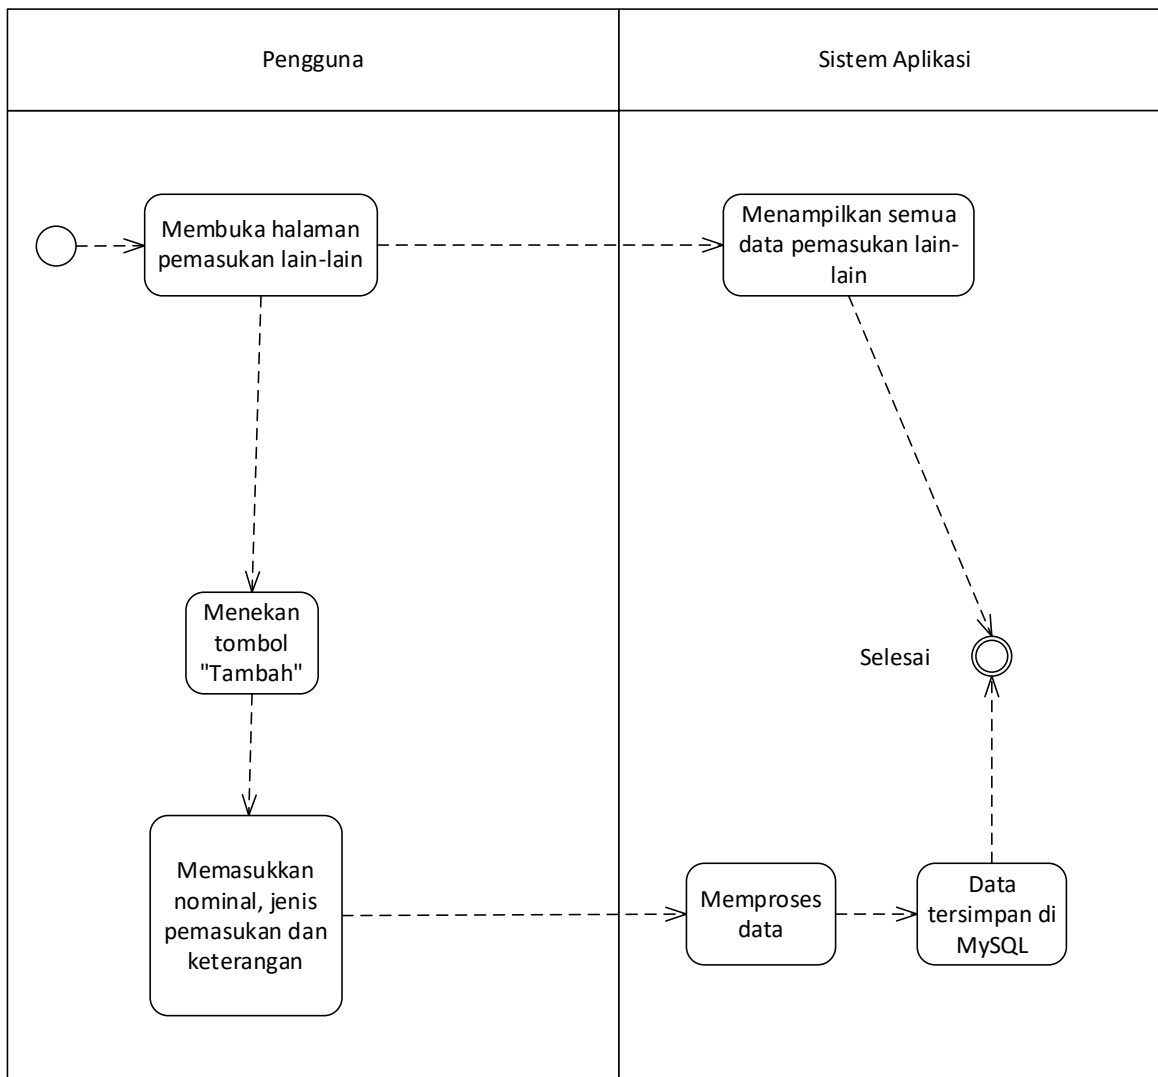 Pengguna
Sistem Aplikasi
Membuka halaman
pemasukan lain-lain
Menampilkan semua
data pemasukan lain-
lain
Menekan
tombol
"Tambah"
Selesai
Memasukkan
nominal, jenis
pemasukan dan
keterangan
Memproses
data
Data
tersimpan di
MySQL